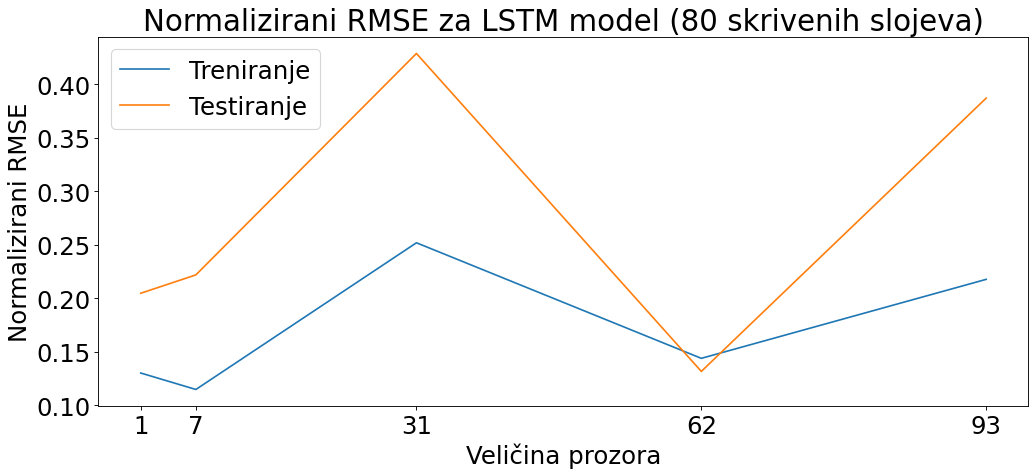 Normalizirani RMSE za LSTM model (80 skrivenih slojeva)
Treniranje
Testiranje
Normalizirani RMSE
0.40
0.35
0.30
0.25
0.20
0.15
0.10
1 7 31 62 93
Veličina prozora